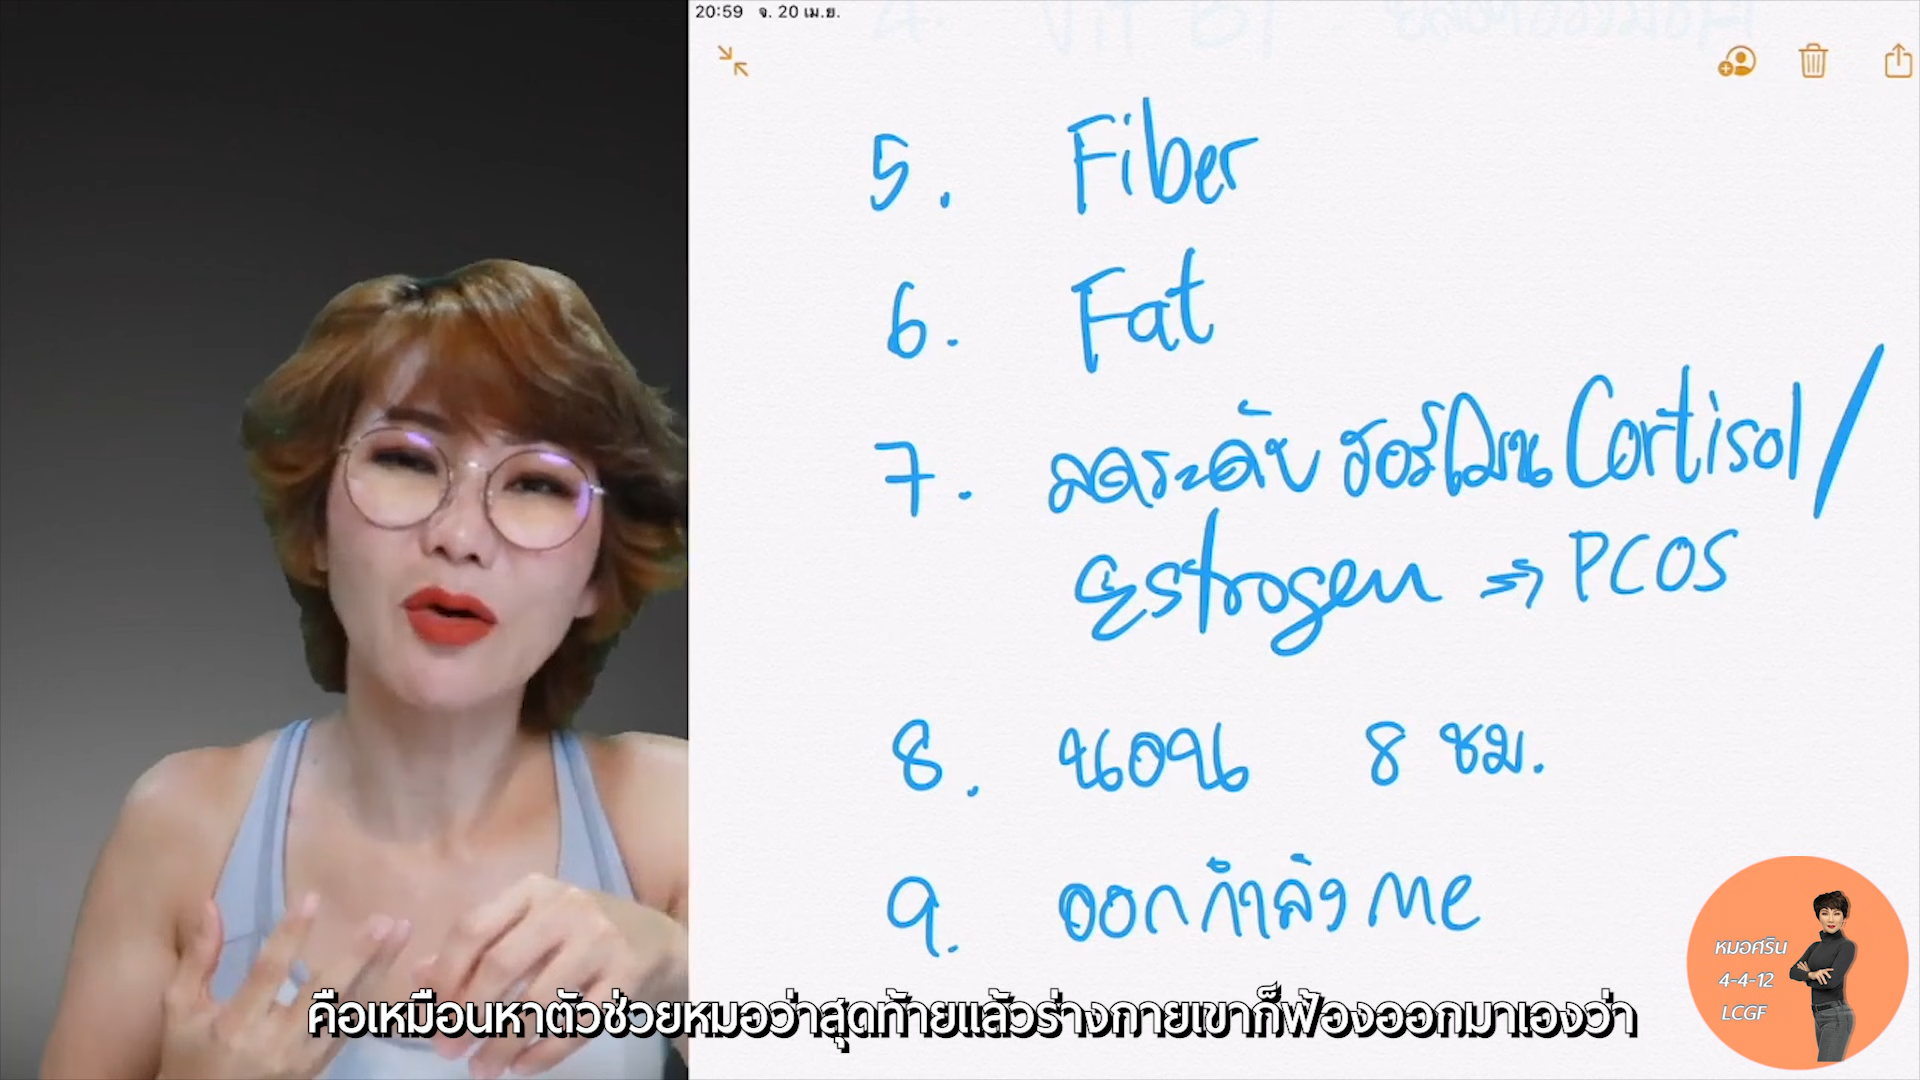 20:59 จ. 20 เม.ย.
5. Fiber
6. Fat
7. ลดระดับ ฮอร์โมน Cortisol /
Estrogen ⇒ PCOS
8. นอน 8 ชม.
9. ออกกำลัง me
คือเหมือนหาตัวช่วยหมอว่าสุดท้ายแล้วร่างกายเขาก็ฟ้องออกมาเองว่า
หมอศริน
4-4-12
LCGF